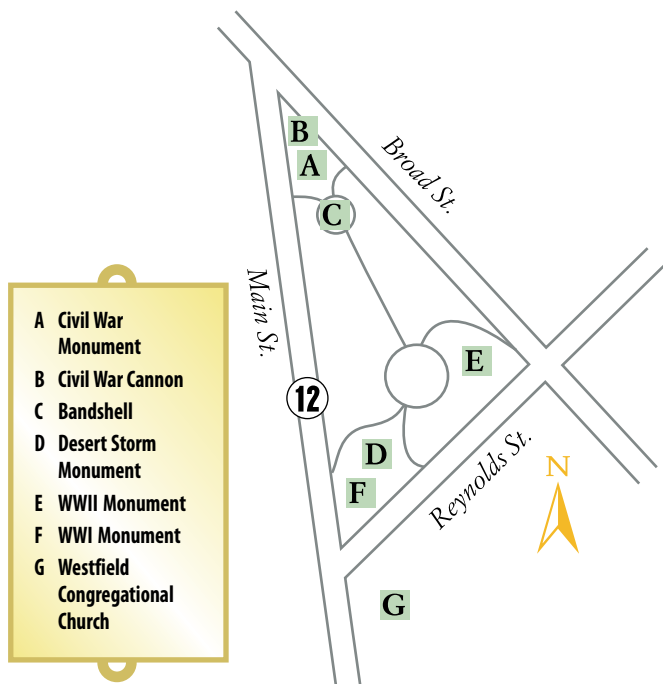 B
A
Broad St.
C
Main St.
E
12
D
F
Reynolds St.
N
G
A Civil War
Monument
B Civil War Cannon
C Bandshell
D Desert Storm
Monument
E WWII Monument
F WWI Monument
G Westfield
Congregational
Church